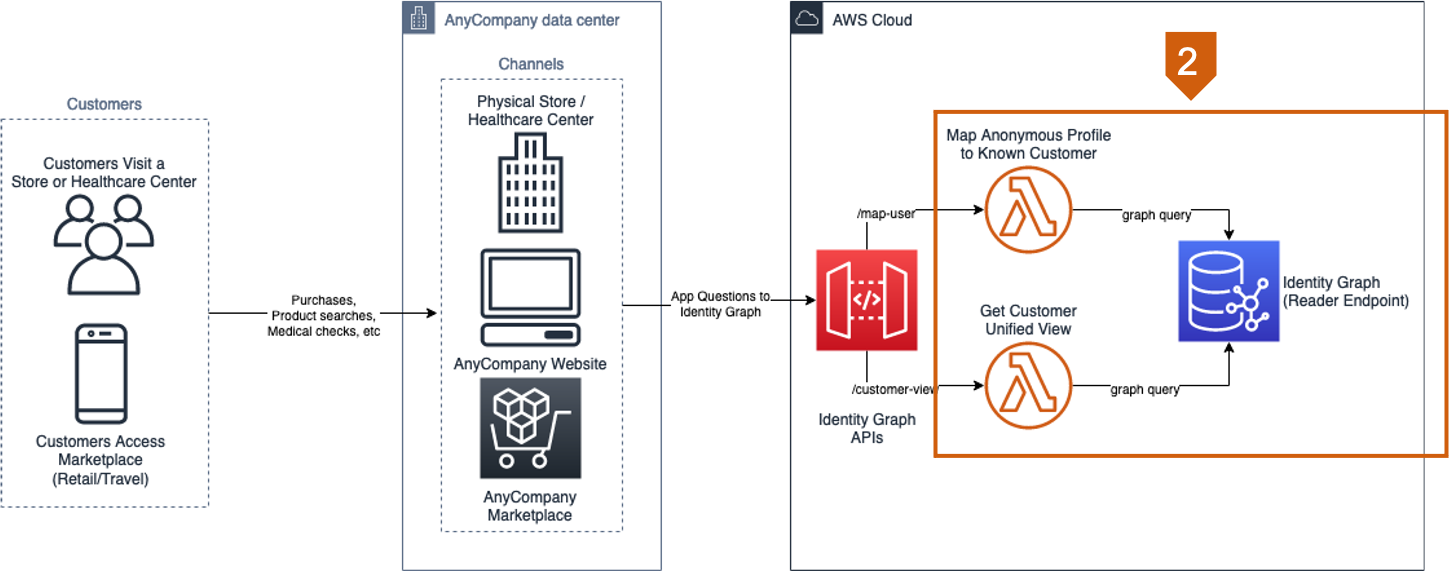 Customers
Customers Visit a
Store or Healthcare Center
Customers Access
Marketplace
(Retail/Travel)
Purchases,
Product searches,
Medical checks, etc
AnyCompany data center
Channels
Physical Store /
Healthcare Center
AnyCompany Website
AnyCompany
Marketplace
App Questions to
Identity Graph
AWS Cloud
2
</>
/map-user
/customer-view
Identity Graph
APIs
Map Anonymous Profile
to Known Customer
graph query
Get Customer
Unified View
graph query
Identity Graph
(Reader Endpoint)